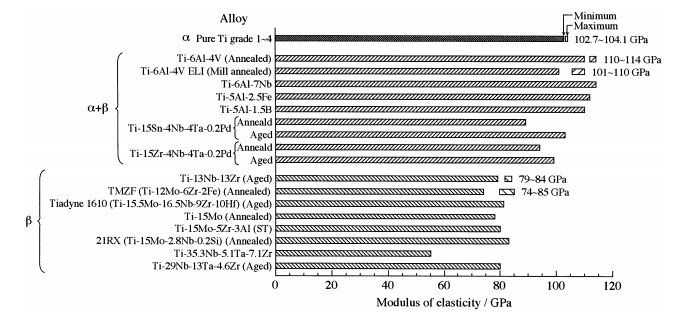 Alloy
Minimum
Maximum
α Pure Ti grade 1~4
102.7~104.1 GPa
Ti-6Al-4V (Annealed)
110~114 GPa
Ti-6Al-4V ELI (Mill annealed)
101~110 GPa
Ti-6Al-7Nb
Ti-5Al-2.5Fe
α+β
Ti-5Al-1.5B
Ti-15Sn-4Nb-4Ta-0.2Pd
Anneald
Aged
Ti-15Zr-4Nb-4Ta-0.2Pd
Anneald
Aged
Ti-13Nb-13Zr (Aged)
79~84 GPa
TMZF (Ti-12Mo-6Zr-2Fe) (Annealed)
74~85 GPa
Tiadyne 1610 (Ti-15.5Mo-16.5Nb-9Zr-10Hf) (Aged)
β
Ti-15Mo (Annealed)
Ti-15Mo-5Zr-3Al (ST)
21RX (Ti-15Mo-2.8Nb-0.2Si) (Annealed)
Ti-35.3Nb-5.1Ta-7.1Zr
Ti-29Nb-13Ta-4.6Zr (Aged)
0 20 40 60 80 100 120
Modulus of elasticity / GPa